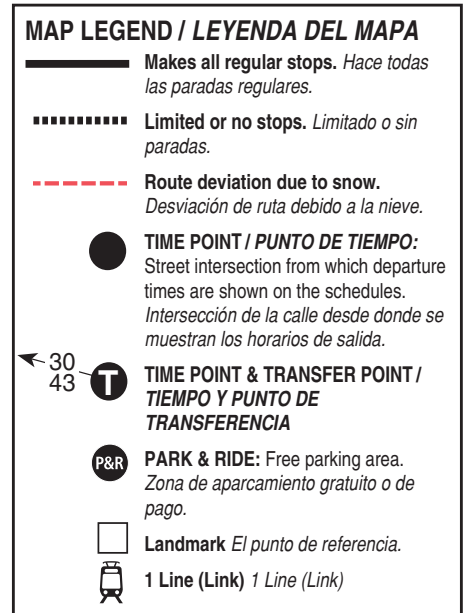 MAP LEGEND / LEYENDA DEL MAPA
Makes all regular stops. Hace todas
las paradas regulares.
Limited or no stops. Limitado o sin
paradas.
Route deviation due to snow.
Desviación de ruta debido a la nieve.
TIME POINT / PUNTO DE TIEMPO:
Street intersection from which departure
times are shown on the schedules.
Intersección de la calle desde donde se
muestran los horarios de salida.
30
43
T
TIME POINT & TRANSFER POINT /
TIEMPO Y PUNTO DE
TRANSFERENCIA
P&R
PARK & RIDE: Free parking area.
Zona de aparcamiento gratuito o de
pago.
Landmark El punto de referencia.
1 Line (Link) 1 Line (Link)